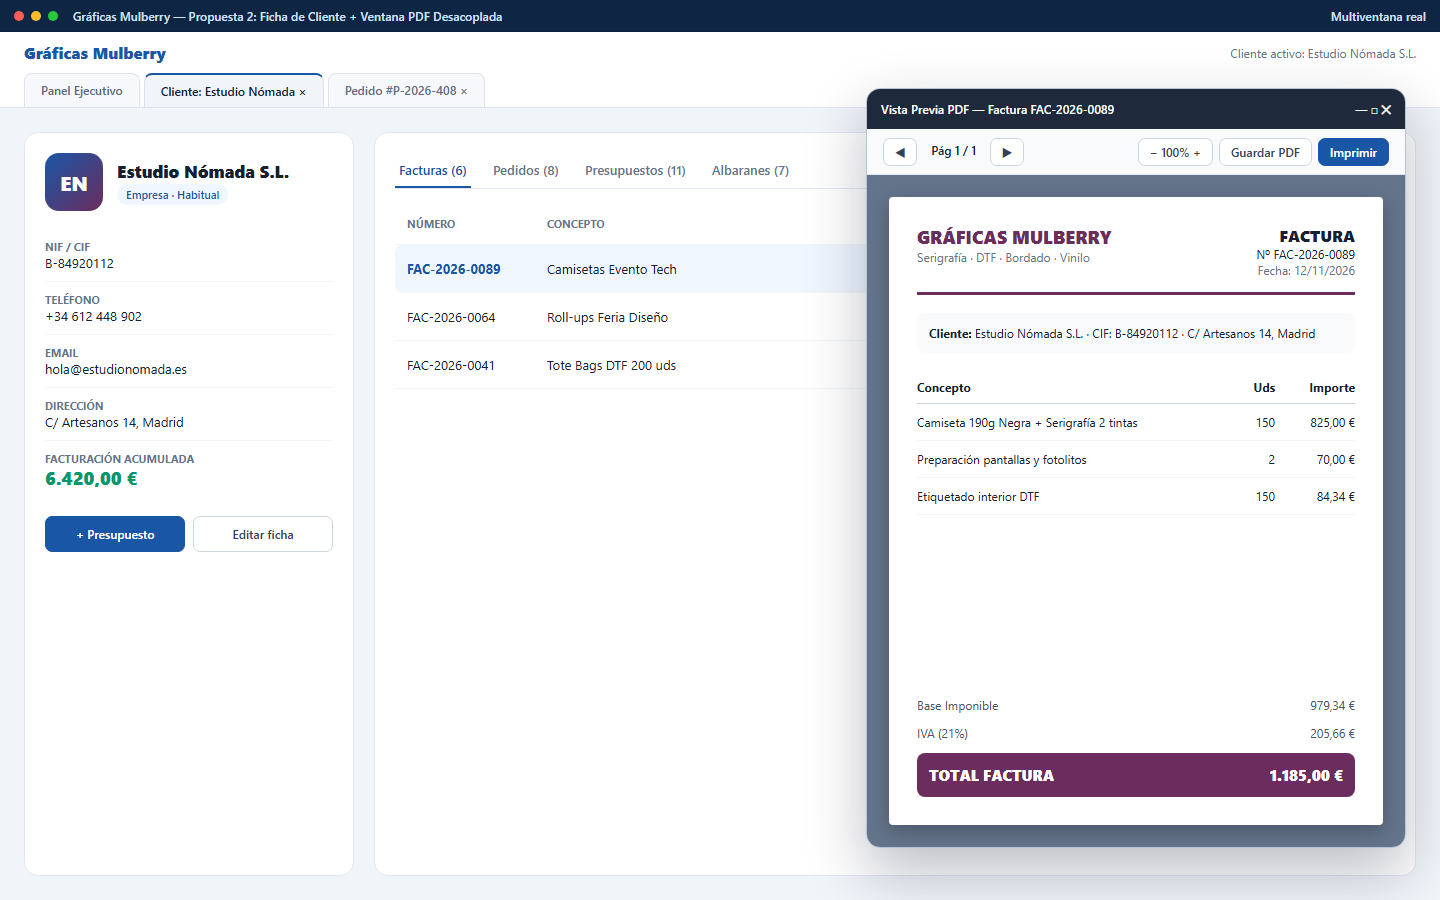 Gráficas Mulberry — Propuesta 2: Ficha de Cliente + Ventana PDF Desacoplada
Multiventana real
Gráficas Mulberry
Cliente activo: Estudio Nómada S.L.
Panel Ejecutivo
Cliente: Estudio Nómada ×
Pedido #P-2026-408 ×
EN
Estudio Nómada S.L.
Empresa · Habitual
NIF / CIF
B-84920112
TELÉFONO
+34 612 448 902
EMAIL
hola@estudionomada.es
DIRECCIÓN
C/ Artesanos 14, Madrid
FACTURACIÓN ACUMULADA
6.420,00 €
+ Presupuesto
Editar ficha
Facturas (6)
Pedidos (8)
Presupuestos (11)
Albaranes (7)
NÚMERO CONCEPTO
FAC-2026-0089 Camisetas Evento Tech
FAC-2026-0064 Roll-ups Feria Diseño
FAC-2026-0041 Tote Bags DTF 200 uds
Vista Previa PDF — Factura FAC-2026-0089
◀ Pág 1 / 1 ▶
− 100% +
Guardar PDF
Imprimir
GRÁFICAS MULBERRY
Serigrafía · DTF · Bordado · Vinilo
FACTURA
Nº FAC-2026-0089
Fecha: 12/11/2026
Cliente: Estudio Nómada S.L. · CIF: B-84920112 · C/ Artesanos 14, Madrid
Concepto Uds Importe
Camiseta 190g Negra + Serigrafía 2 tintas 150 825,00 €
Preparación pantallas y fotolitos 2 70,00 €
Etiquetado interior DTF 150 84,34 €
Base Imponible 979,34 €
IVA (21%) 205,66 €
TOTAL FACTURA 1.185,00 €